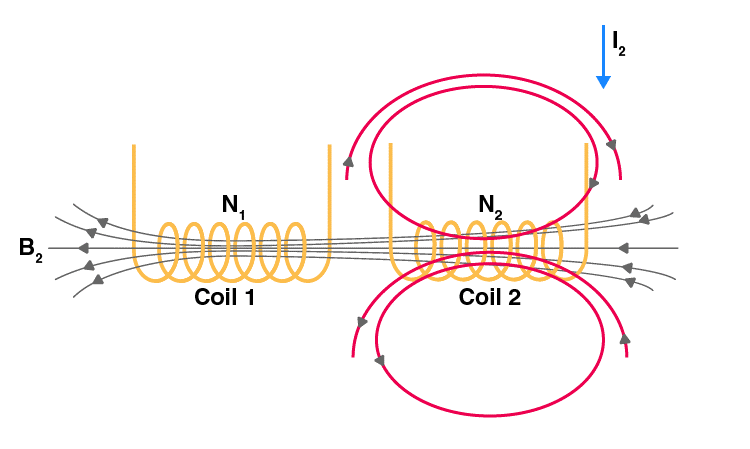 I₂
N₁
N₂
B₂
Coil 1
Coil 2